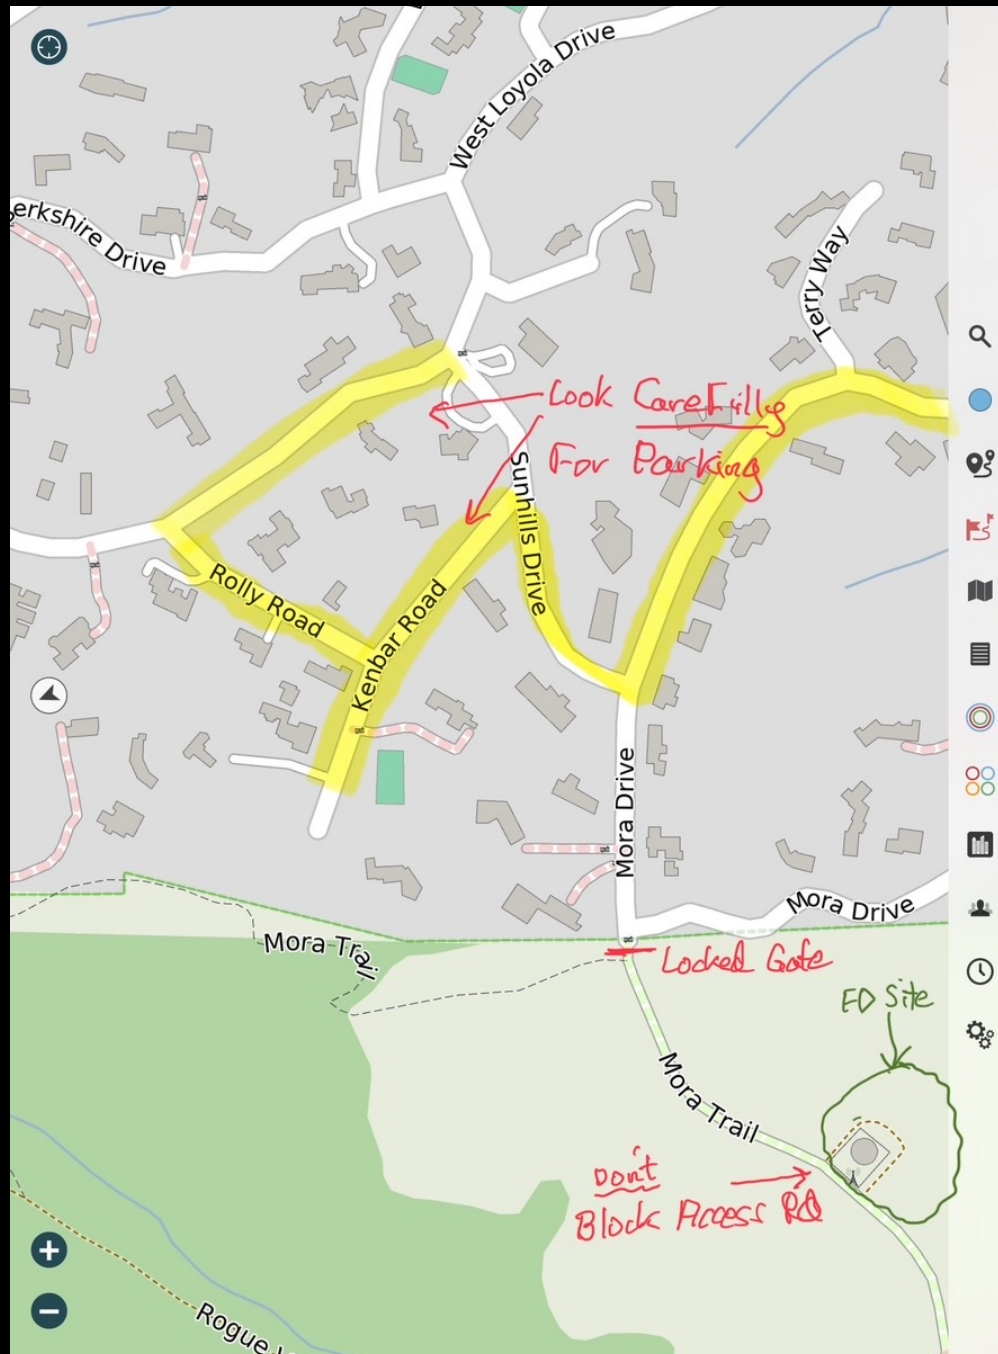 West Loyola Drive
erkshire Drive
Terry Way
Look Carefully
For Parking
Sunhills Drive
Rolly Road
Kenbar Road
Mora Drive
Mora Drive
Mora Trail
Locked Gate
FD Site
Mora Trail
Don't
Block Access Rd
Rogue